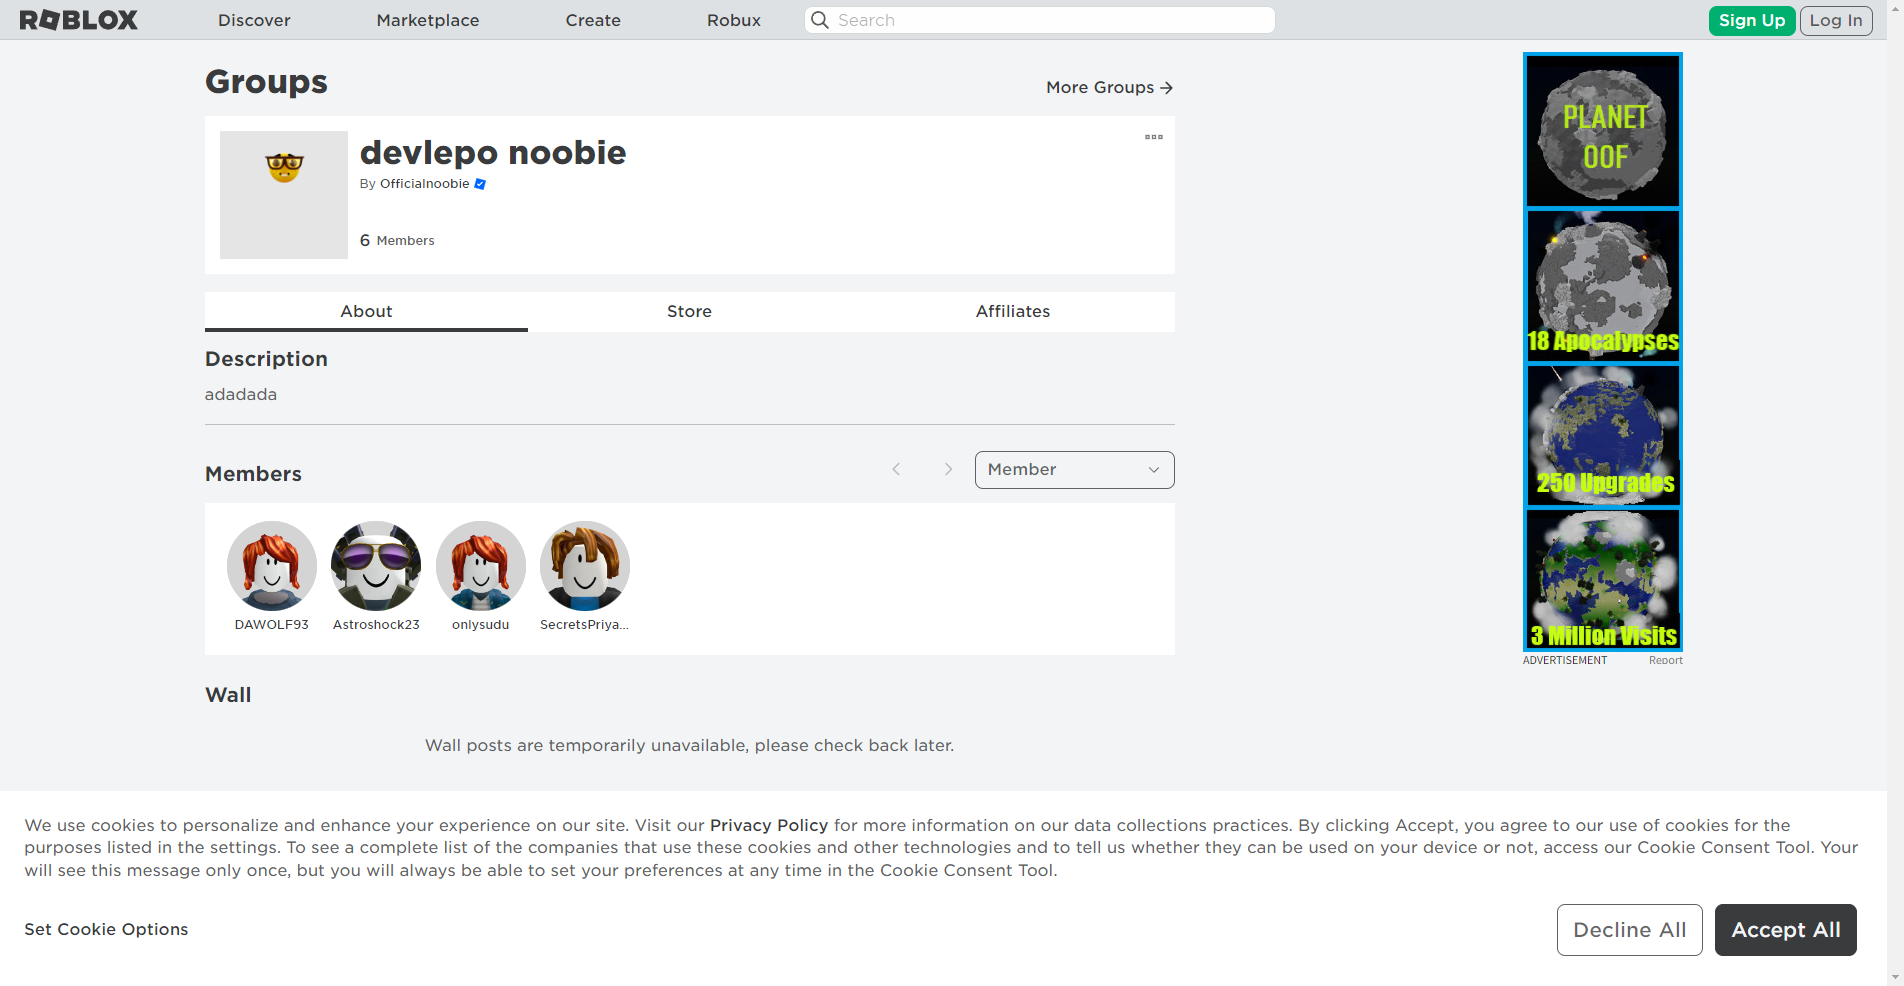 ROBLOX Discover Marketplace Create Robux Search Sign Up Log In
Groups
More Groups
devlepo noobie
By Officialnoobie
6 Members
About Store Affiliates
Description
adadada
Members
Member
DAWOLF93 Astroshock23 onlysudu SecretsPriya...
Wall
Wall posts are temporarily unavailable, please check back later.
PLANET
OOF
18 Apocalypses
250 Upgrades
3 Million Visits
ADVERTISEMENT Report
We use cookies to personalize and enhance your experience on our site. Visit our Privacy Policy for more information on our data collections practices. By clicking Accept, you agree to our use of cookies for the
purposes listed in the settings. To see a complete list of the companies that use these cookies and other technologies and to tell us whether they can be used on your device or not, access our Cookie Consent Tool. Your
will see this message only once, but you will always be able to set your preferences at any time in the Cookie Consent Tool.
Set Cookie Options
Decline All Accept All